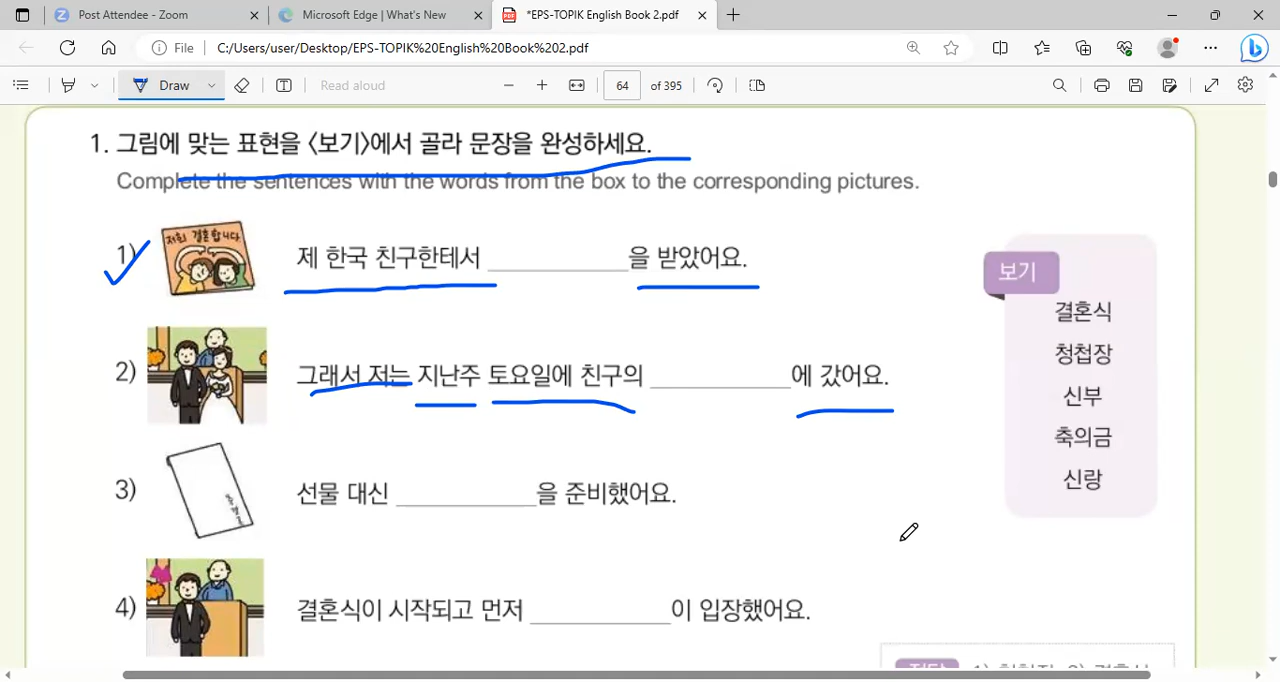 Post Attendee - Zoom
Microsoft Edge | What's New
*EPS-TOPIK English Book 2.pdf
File
C:/Users/user/Desktop/EPS-TOPIK%20English%20Book%202.pdf
Draw
Read aloud
64 of 395
1. 그림에 맞는 표현을 〈보기〉에서 골라 문장을 완성하세요.
Complete the sentences with the words from the box to the corresponding pictures.
1) 제 한국 친구한테서 ____________을 받았어요.
저희 결혼합니다
2) 그래서 저는 지난주 토요일에 친구의 ____________에 갔어요.
3) 선물 대신 ____________을 준비했어요.
4) 결혼식이 시작되고 먼저 ____________이 입장했어요.
보기
결혼식
청첩장
신부
축의금
신랑